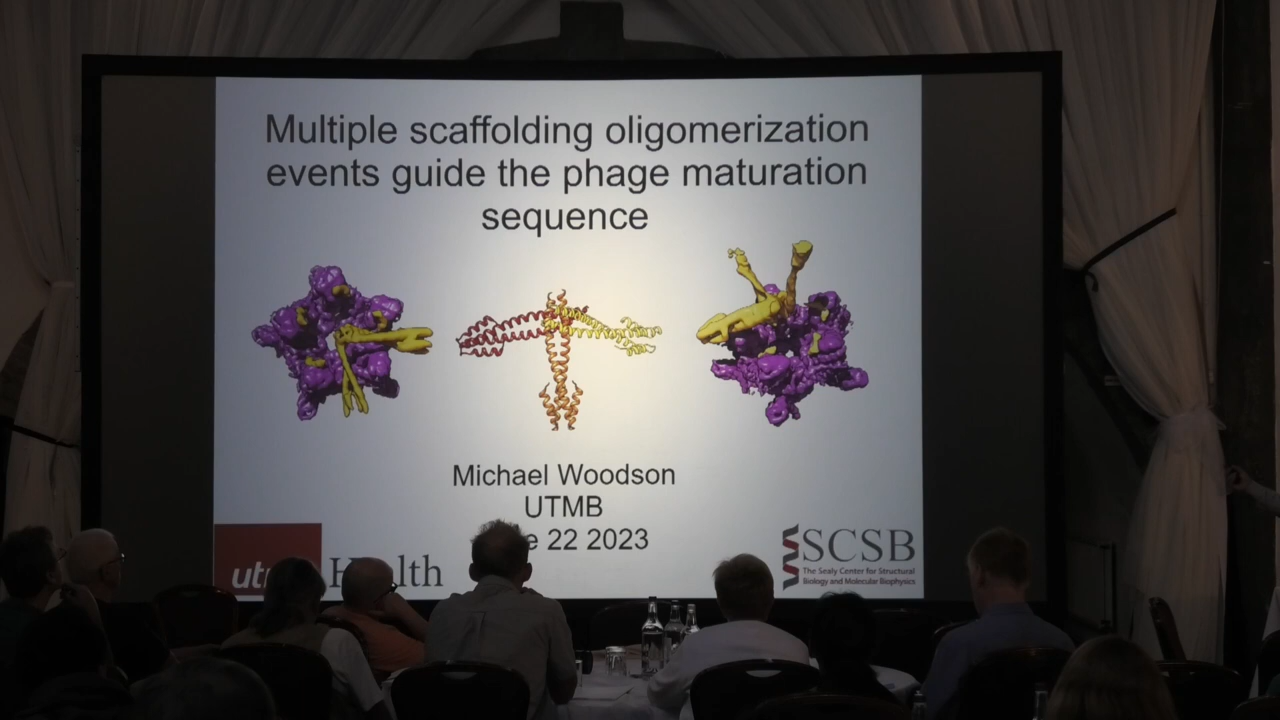 Multiple scaffolding oligomerization
events guide the phage maturation
sequence
Michael Woodson
UTMB
22 2023
SCSB
The Sealy Center for Structural
Biology and Molecular Biophysics